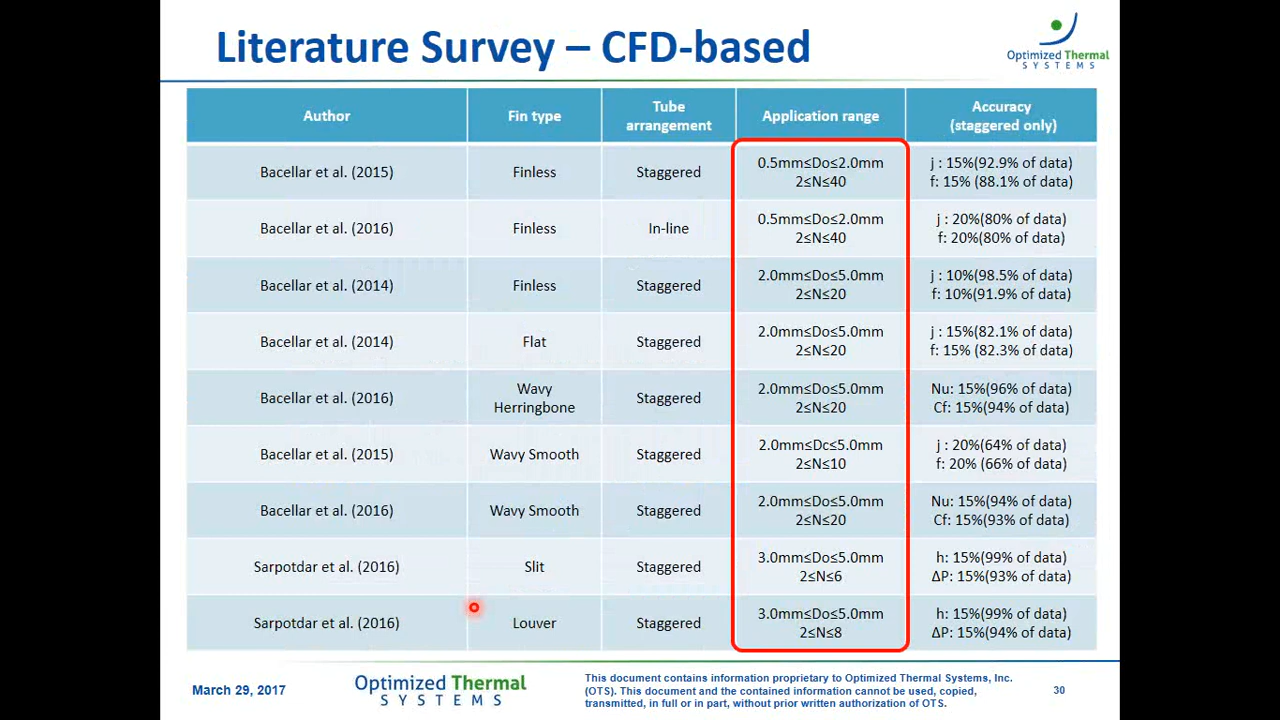 Literature Survey – CFD-based
Optimized Thermal
SYSTEMS
Author
Fin type
Tube
arrangement
Application range
Accuracy
(staggered only)
Bacellar et al. (2015)
Finless
Staggered
0.5mm≤Do≤2.0mm
2≤N≤40
j : 15%(92.9% of data)
f: 15% (88.1% of data)
Bacellar et al. (2016)
Finless
In-line
0.5mm≤Do≤2.0mm
2≤N≤40
j : 20%(80% of data)
f: 20%(80% of data)
Bacellar et al. (2014)
Finless
Staggered
2.0mm≤Do≤5.0mm
2≤N≤20
j : 10%(98.5% of data)
f: 10%(91.9% of data)
Bacellar et al. (2014)
Flat
Staggered
2.0mm≤Do≤5.0mm
2≤N≤20
j : 15%(82.1% of data)
f: 15% (82.3% of data)
Bacellar et al. (2016)
Wavy
Herringbone
Staggered
2.0mm≤Do≤5.0mm
2≤N≤20
Nu: 15%(96% of data)
Cf: 15%(94% of data)
Bacellar et al. (2015)
Wavy Smooth
Staggered
2.0mm≤Dc≤5.0mm
2≤N≤10
j : 20%(64% of data)
f: 20% (66% of data)
Bacellar et al. (2016)
Wavy Smooth
Staggered
2.0mm≤Do≤5.0mm
2≤N≤20
Nu: 15%(94% of data)
Cf: 15%(93% of data)
Sarpotdar et al. (2016)
Slit
Staggered
3.0mm≤Do≤5.0mm
2≤N≤6
h: 15%(99% of data)
ΔP: 15%(93% of data)
Sarpotdar et al. (2016)
Louver
Staggered
3.0mm≤Do≤5.0mm
2≤N≤8
h: 15%(99% of data)
ΔP: 15%(94% of data)
March 29, 2017
Optimized Thermal
SYSTEMS
This document contains information proprietary to Optimized Thermal Systems, Inc.
(OTS). This document and the contained information cannot be used, copied,
transmitted, in full or in part, without prior written authorization of OTS.
30